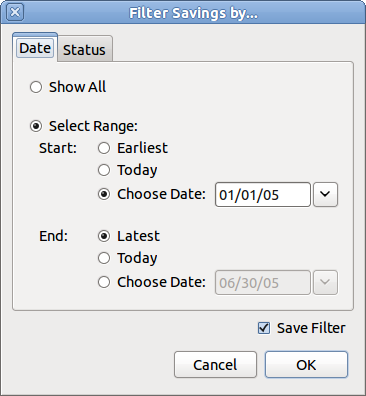 Filter Savings by...
Date Status
Show All
Select Range:
Start: Earliest
Today
Choose Date: 01/01/05
End: Latest
Today
Choose Date: 06/30/05
Save Filter
Cancel OK